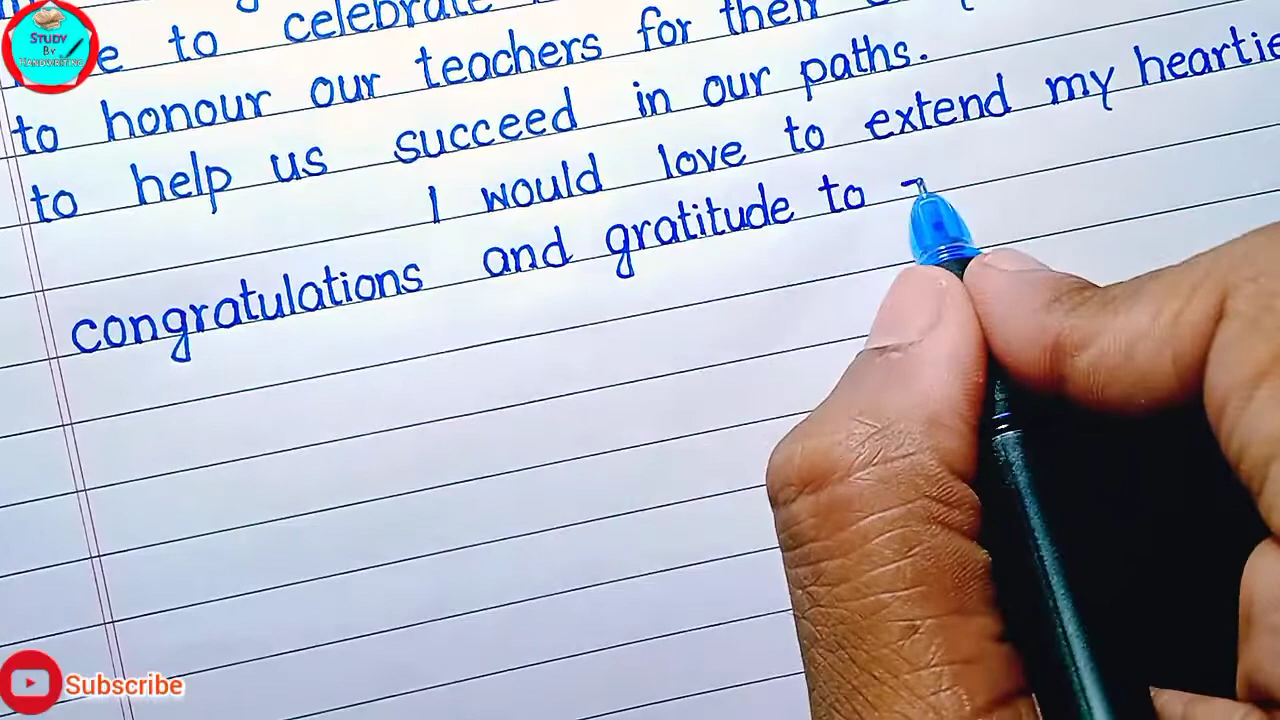 STUDY
By
HANDWRITING
e to celebrate
to honour our teachers for their
to help us succeed in our paths.
I would love to extend my heartie
congratulations and gratitude to
Subscribe